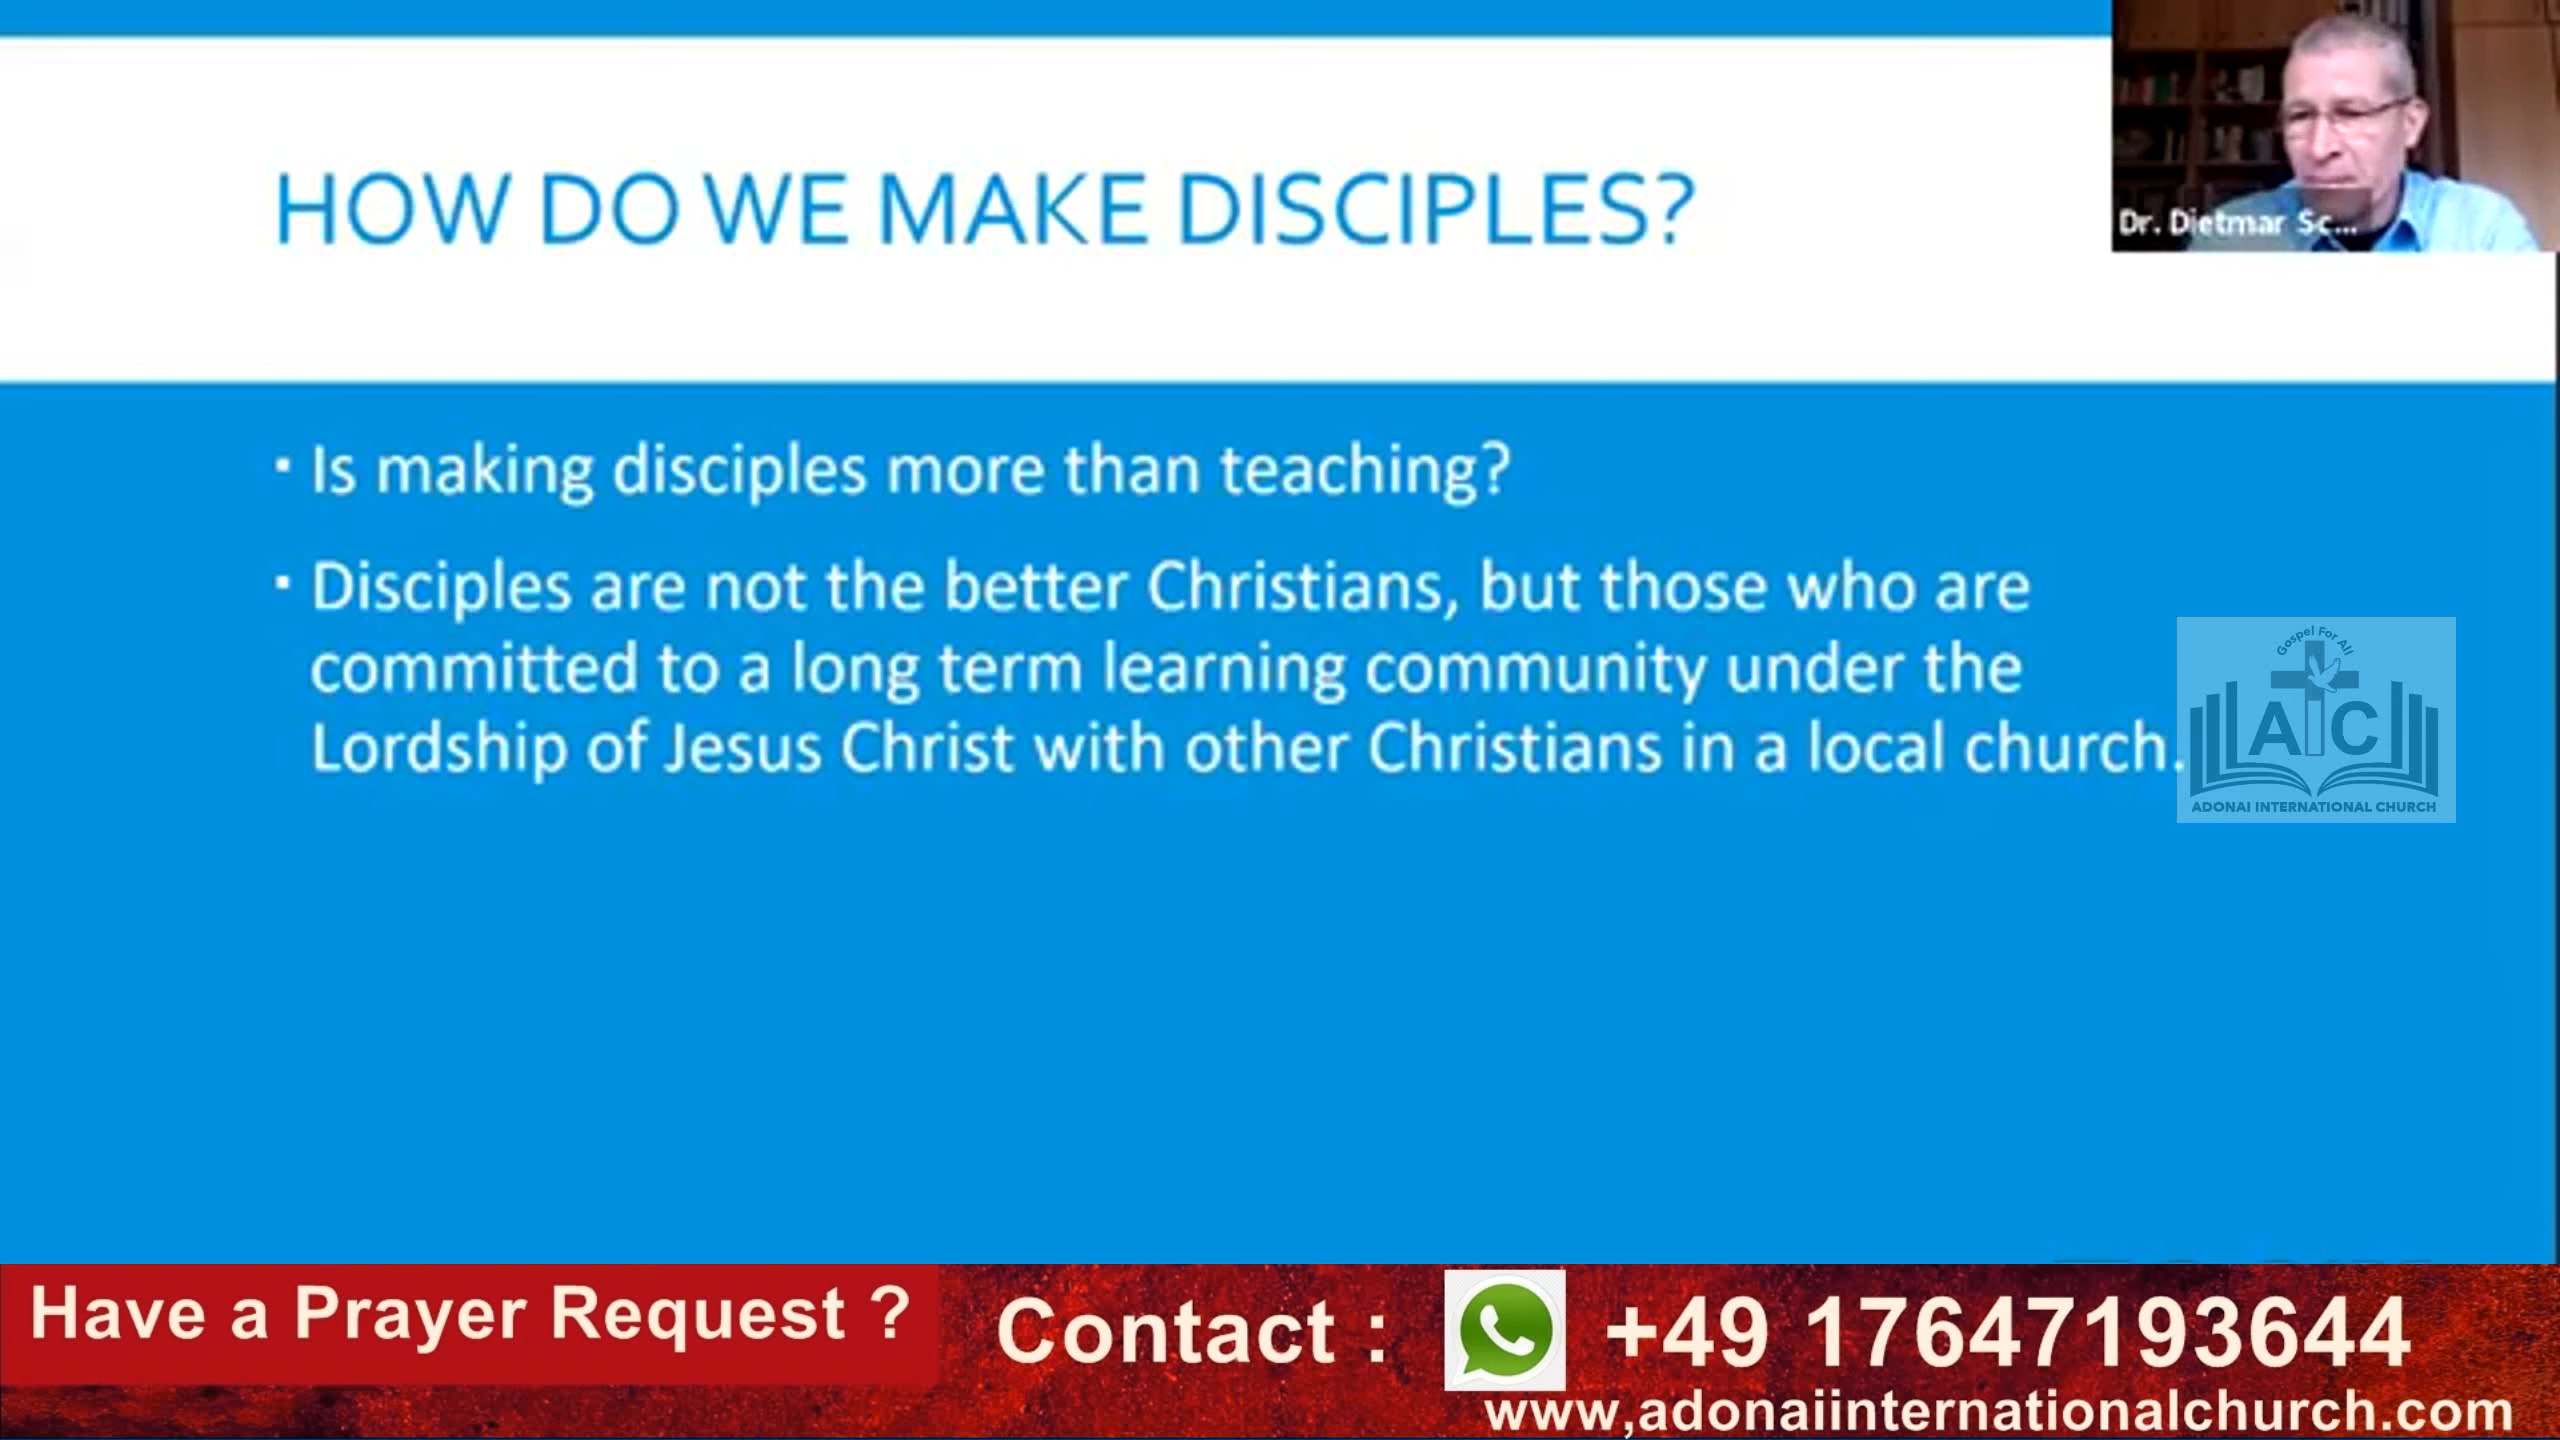 HOW DO WE MAKE DISCIPLES?
Dr. Dietmar Sc...
▪ Is making disciples more than teaching?
▪ Disciples are not the better Christians, but those who are
committed to a long term learning community under the
Lordship of Jesus Christ with other Christians in a local church.
Gospel For All
AIC
ADONAI INTERNATIONAL CHURCH
Have a Prayer Request ?
Contact :
+49 17647193644
www,adonaiinternationalchurch.com